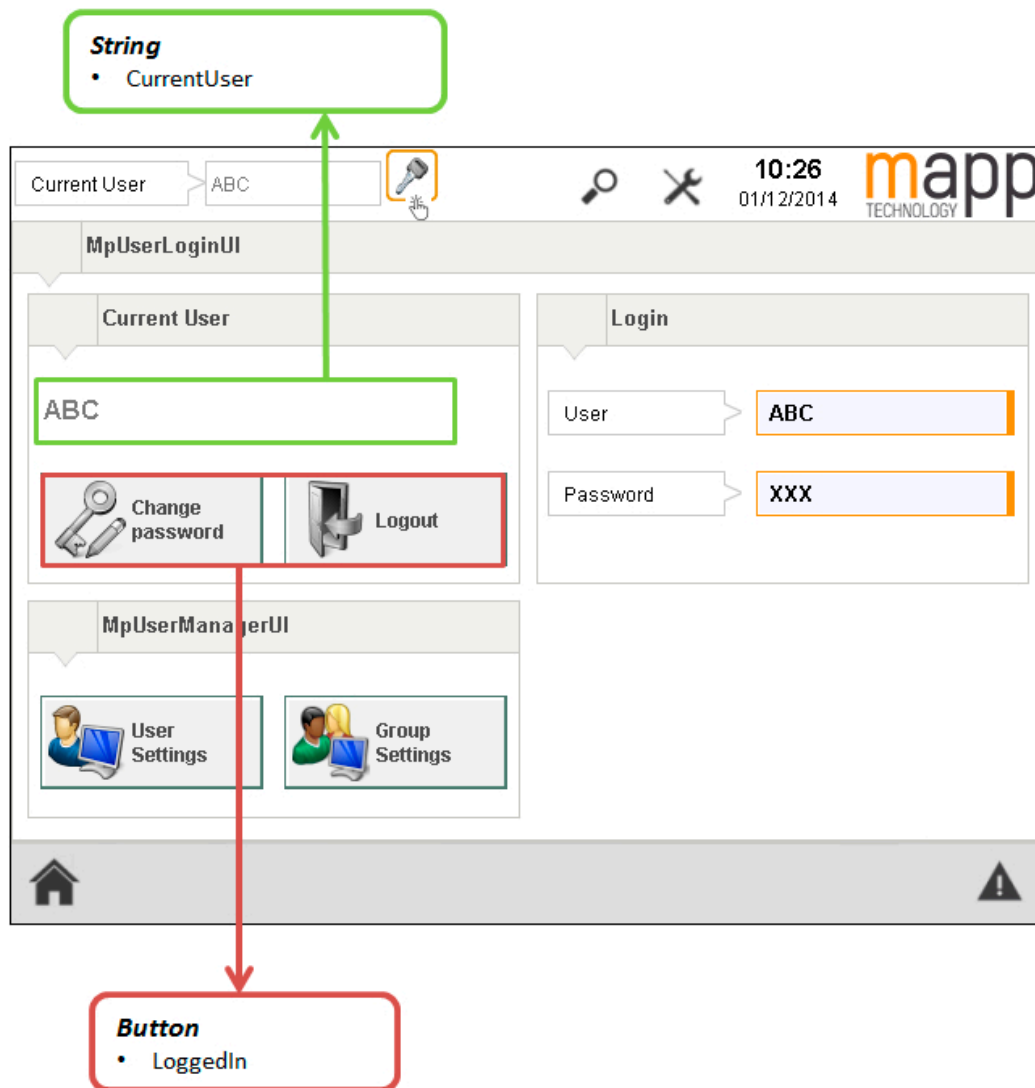 String
• CurrentUser
Current User
ABC
10:26
01/12/2014
mapp
TECHNOLOGY
MpUserLoginUI
Current User
Login
ABC
User
ABC
Change
password
Logout
Password
XXX
MpUserManagerUI
User
Settings
Group
Settings
Button
• LoggedIn